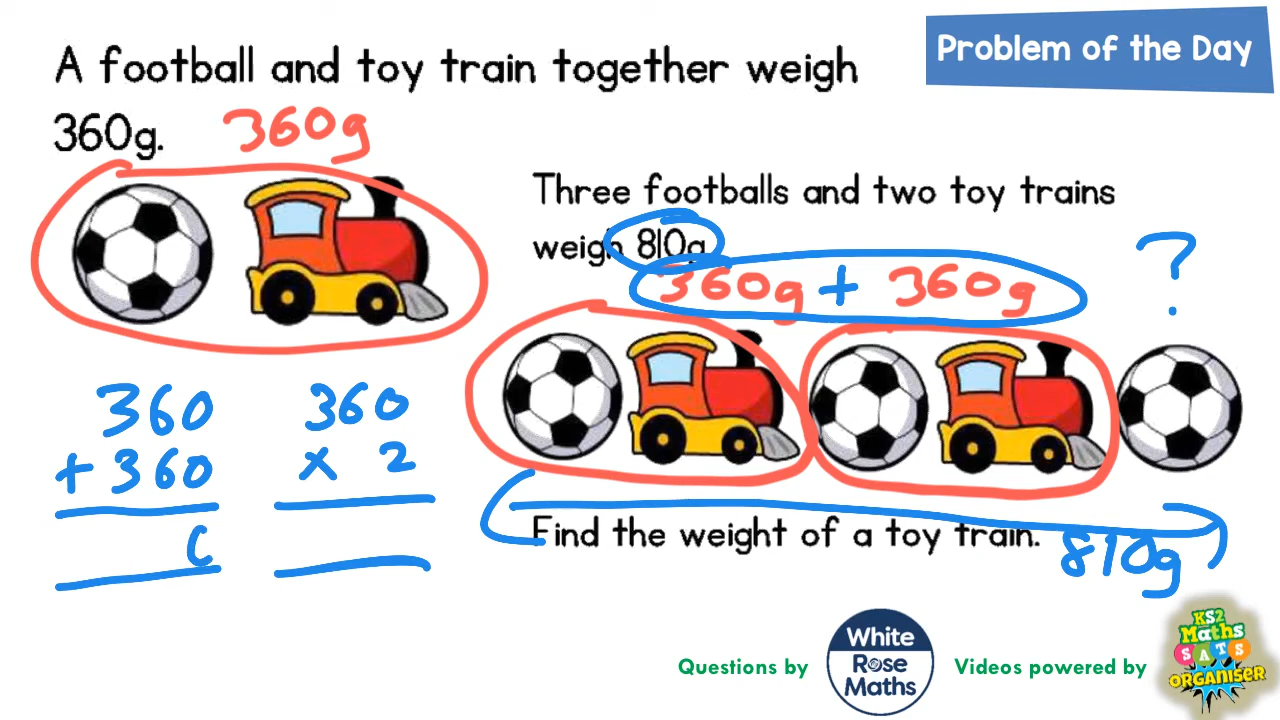 Problem of the Day
A football and toy train together weigh
360g. 360g
Three footballs and two toy trains
weigh 810g
360g + 360g
?
360
+ 360
360
× 2
Find the weight of a toy train.
810g
Questions by
White
Rose
Maths
Videos powered by
KS2
Maths
SATS
ORGANISER